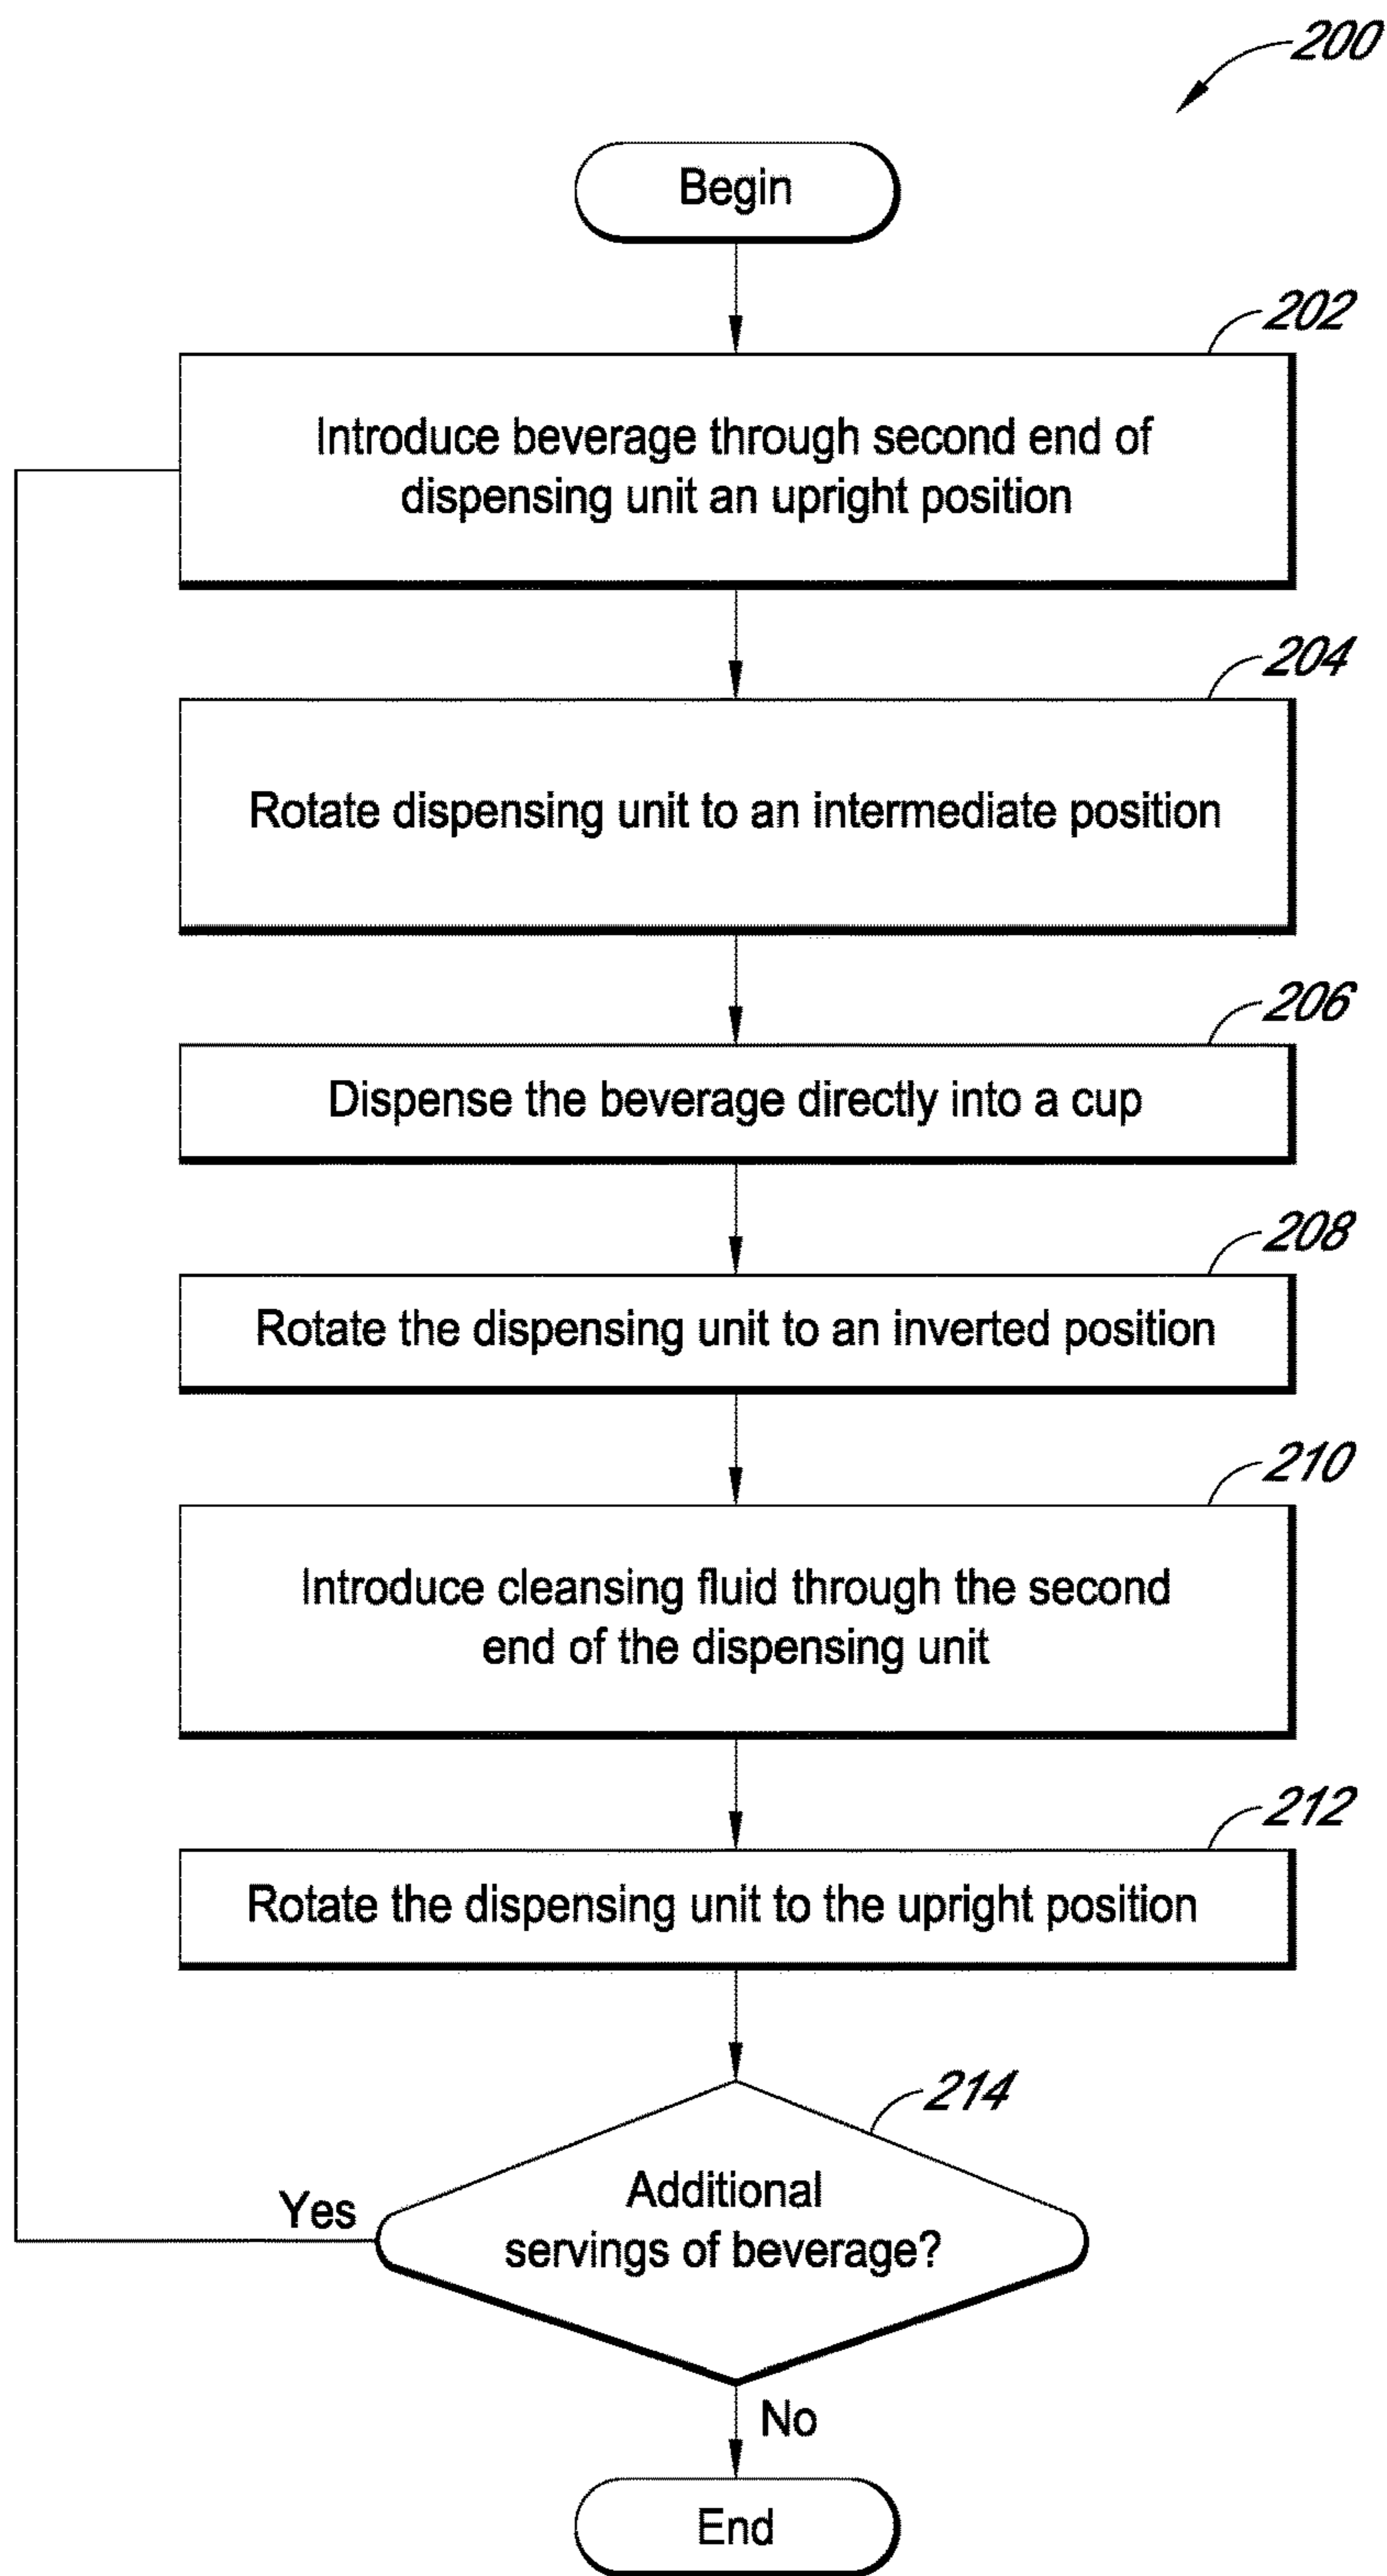 200
Begin
202
Introduce beverage through second end of
dispensing unit an upright position
204
Rotate dispensing unit to an intermediate position
206
Dispense the beverage directly into a cup
208
Rotate the dispensing unit to an inverted position
210
Introduce cleansing fluid through the second
end of the dispensing unit
212
Rotate the dispensing unit to the upright position
214
Additional
servings of beverage?
Yes
No
End